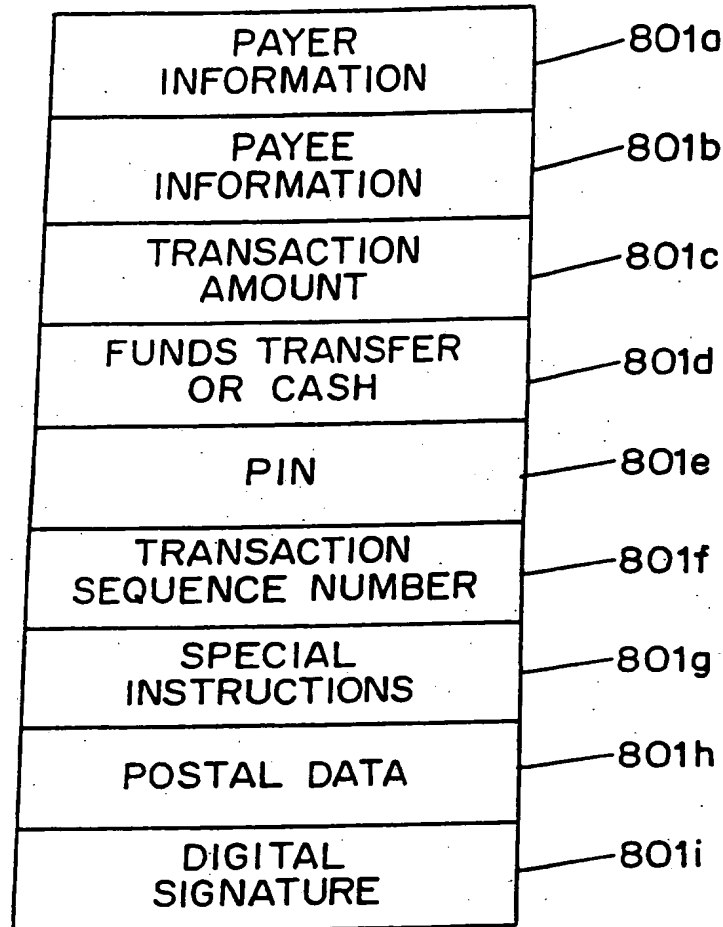 PAYER
INFORMATION
801a
PAYEE
INFORMATION
801b
TRANSACTION
AMOUNT
801c
FUNDS TRANSFER
OR CASH
801d
PIN
801e
TRANSACTION
SEQUENCE NUMBER
801f
SPECIAL
INSTRUCTIONS
801g
POSTAL DATA
801h
DIGITAL
SIGNATURE
801i